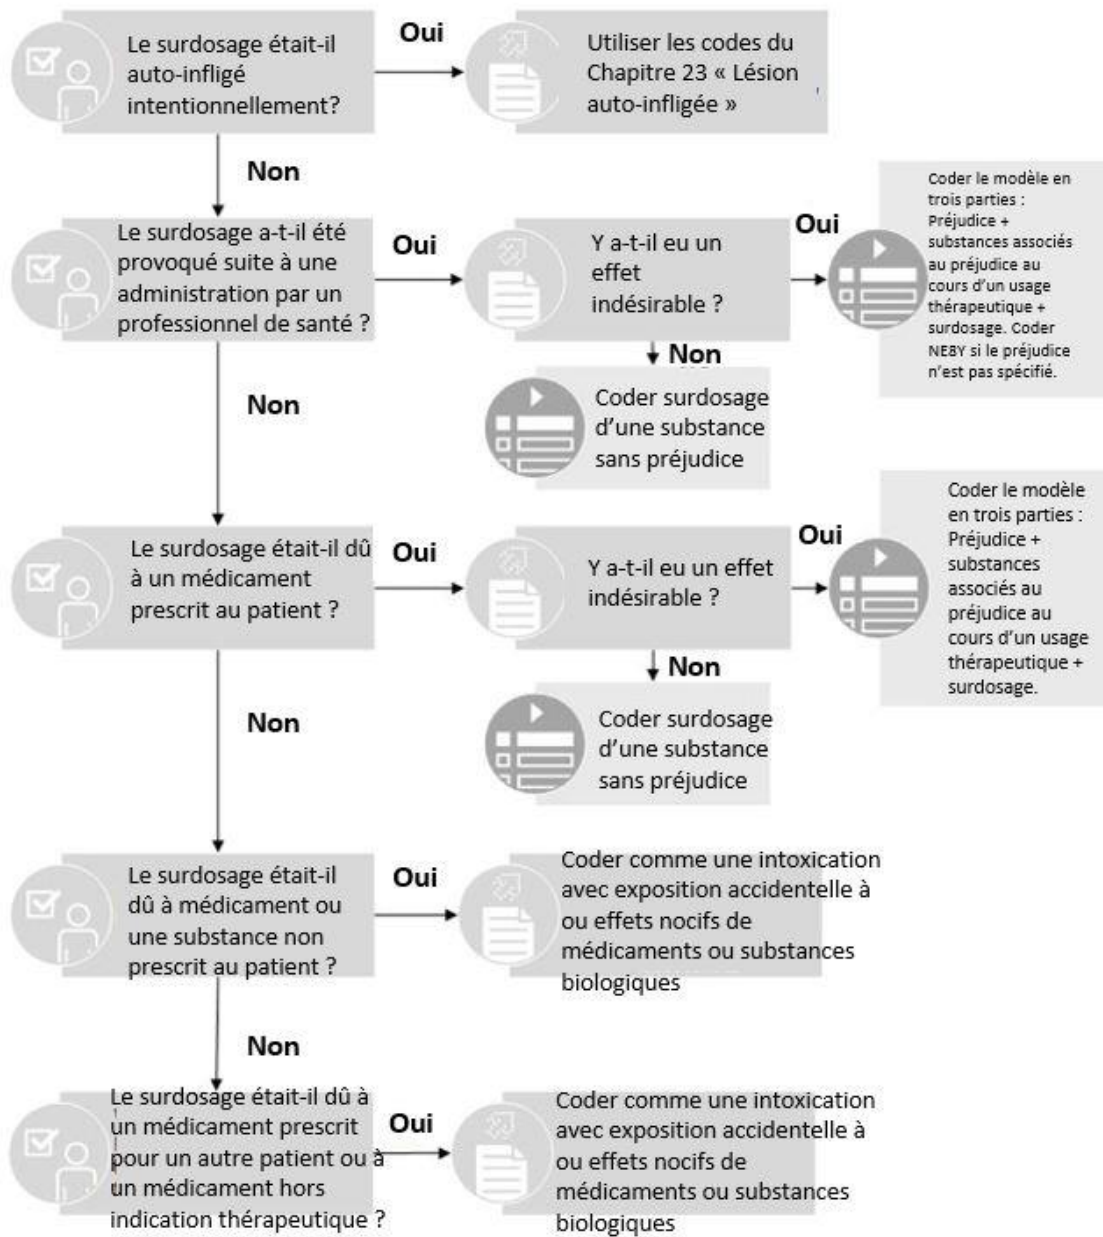 Le surdosage était-il
auto-infligé
intentionnellement?
Oui
Utiliser les codes du
Chapitre 23 « Lésion
auto-infligée »
Non
Le surdosage a-t-il été
provoqué suite à une
administration par un
professionnel de santé ?
Oui
Y a-t-il eu un
effet
indésirable ?
Oui
Coder le modèle en
trois parties :
Préjudice +
substances associés
au préjudice au
cours d'un usage
thérapeutique +
surdosage. Coder
NE8Y si le préjudice
n'est pas spécifié.
Non
Coder surdosage
d'une substance
sans préjudice
Non
Le surdosage était-il dû
à un médicament
prescrit au patient ?
Oui
Y a-t-il eu un effet
indésirable ?
Oui
Coder le modèle
en trois parties :
Préjudice +
substances
associés au
préjudice au
cours d'un usage
thérapeutique +
surdosage.
Non
Coder surdosage
d'une substance
sans préjudice
Non
Le surdosage était-il
dû à médicament ou
une substance non
prescrit au patient ?
Oui
Coder comme une intoxication
avec exposition accidentelle à
ou effets nocifs de
médicaments ou substances
biologiques
Non
Le surdosage était-il dû à
un médicament prescrit
pour un autre patient ou à
un médicament hors
indication thérapeutique ?
Oui
Coder comme une intoxication
avec exposition accidentelle à
ou effets nocifs de
médicaments ou substances
biologiques